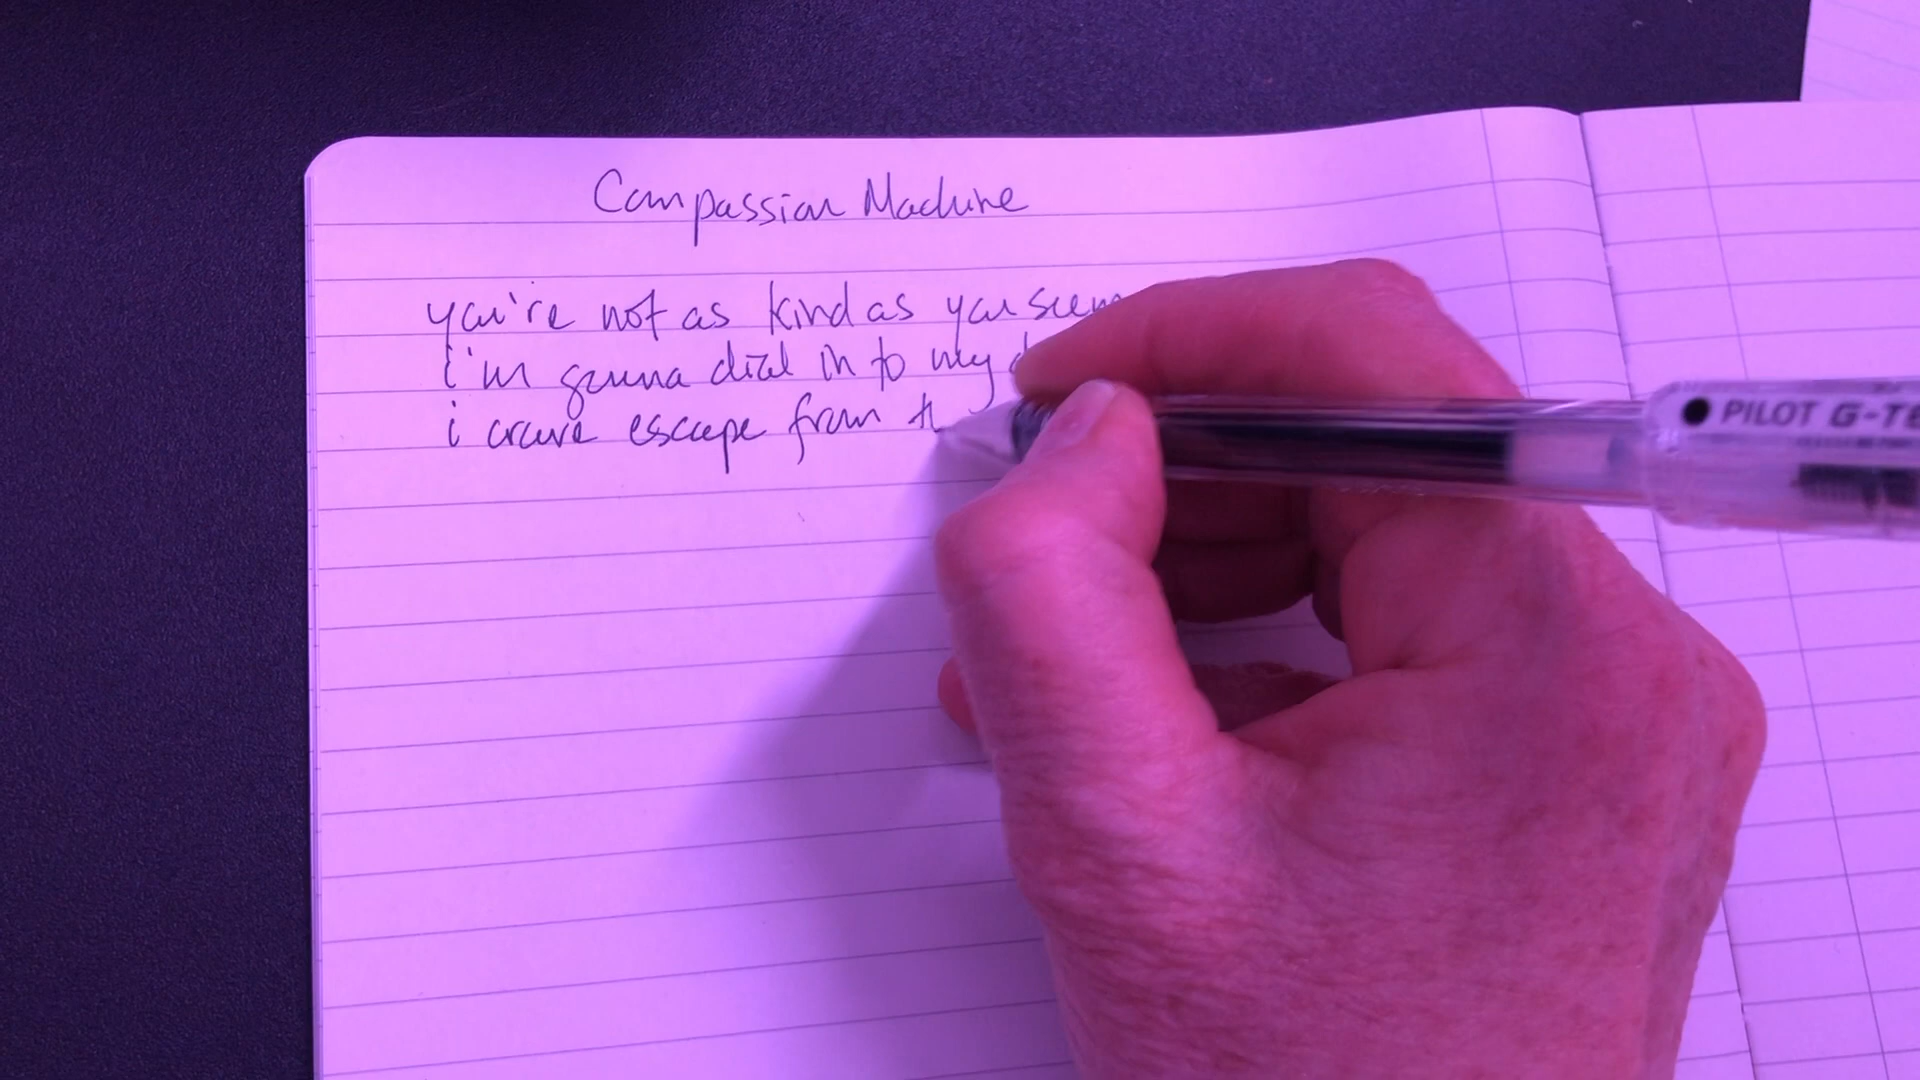 Compassion Machine
you're not as kind as you seem
i'm gunna dial in to my
i crave escape from
PILOT G-TE